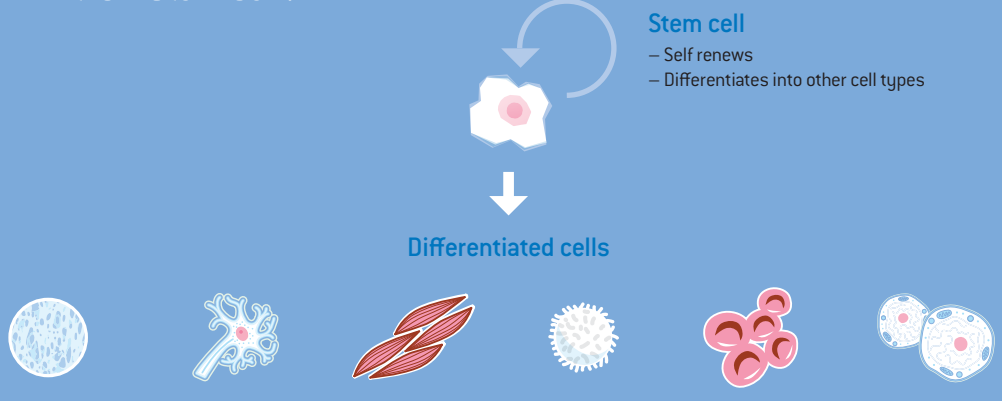 Stem cell
– Self renews
– Differentiates into other cell types
Differentiated cells